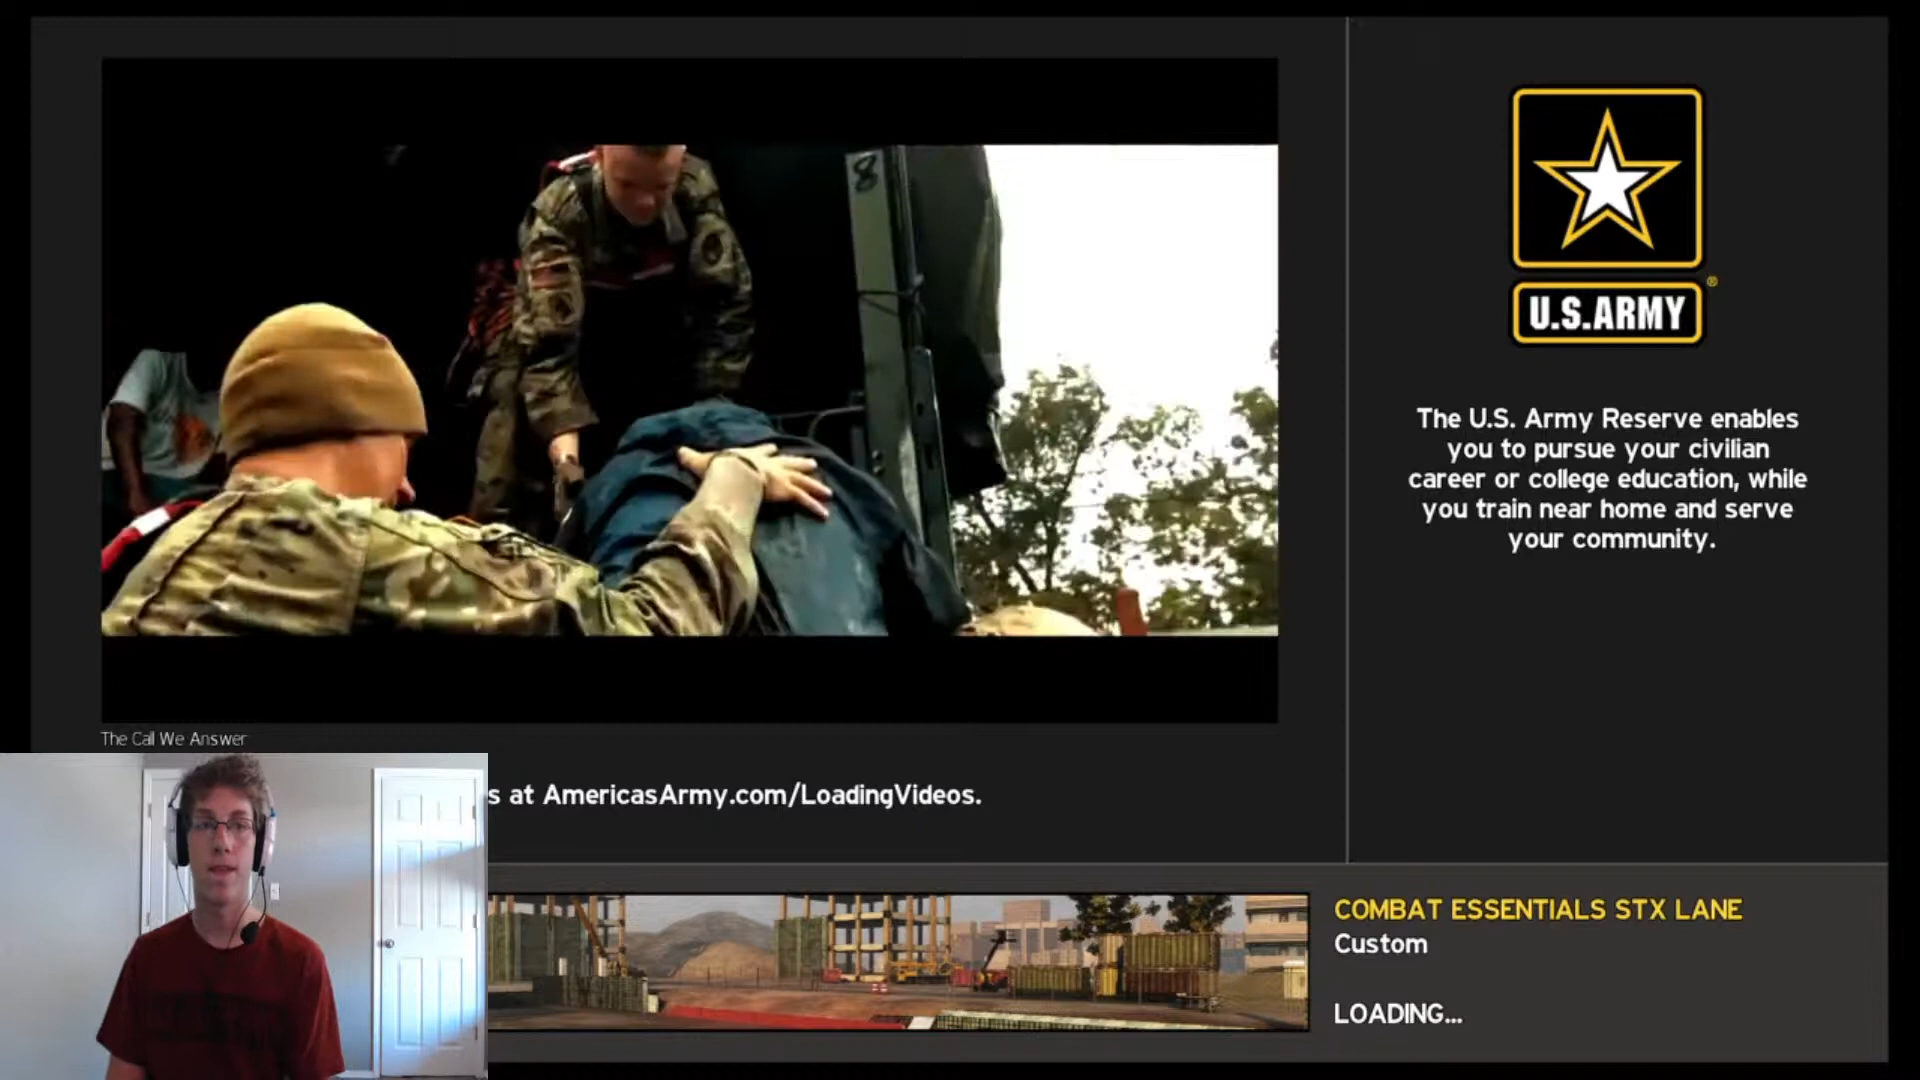 8
U.S.ARMY
®
The U.S. Army Reserve enables
you to pursue your civilian
career or college education, while
you train near home and serve
your community.
The Call We Answer
s at AmericasArmy.com/LoadingVideos.
COMBAT ESSENTIALS STX LANE
Custom
LOADING...